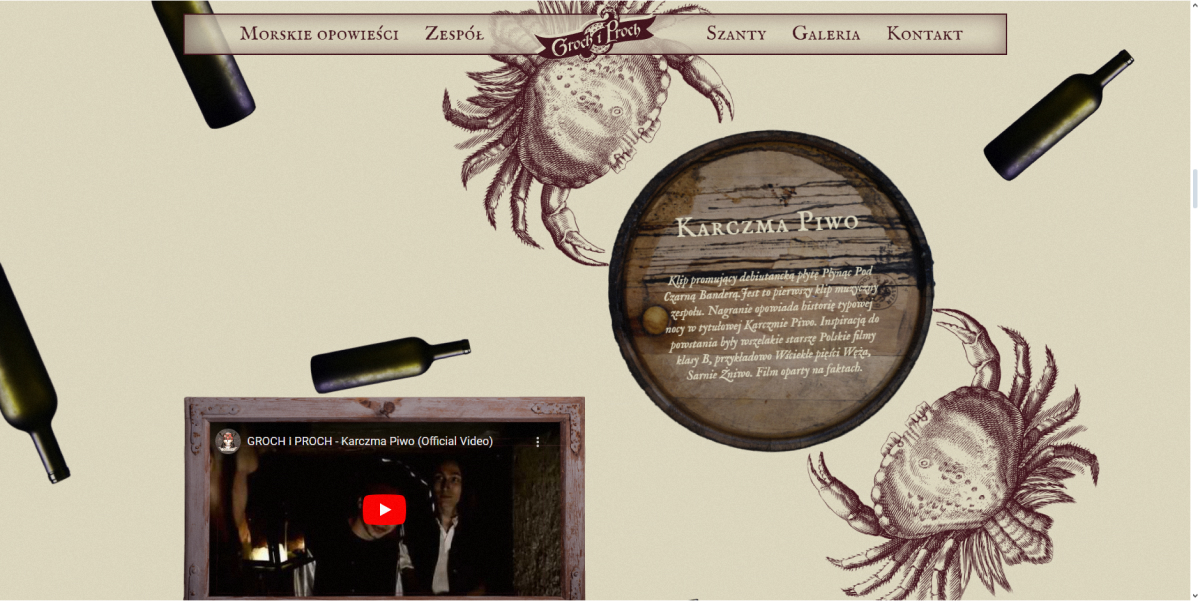 Morskie opowieści Zespół Groch i Proch Szanty Galeria Kontakt
Karczma Piwo
Klip promujący debiutancką płytę Płynąc Pod
Czarną Banderą.Jest to pierwszy klip muzyczny
zespołu. Nagranie opowiada historię typowej
nocy w tytułowej Karczmie Piwo. Inspiracją do
powstania były wszelakie starsze Polskie filmy
klasy B, przykładowo Wściekłe pięści Węża,
Sarnie Żniwo. Film oparty na faktach.
GROCH I PROCH - Karczma Piwo (Official Video)